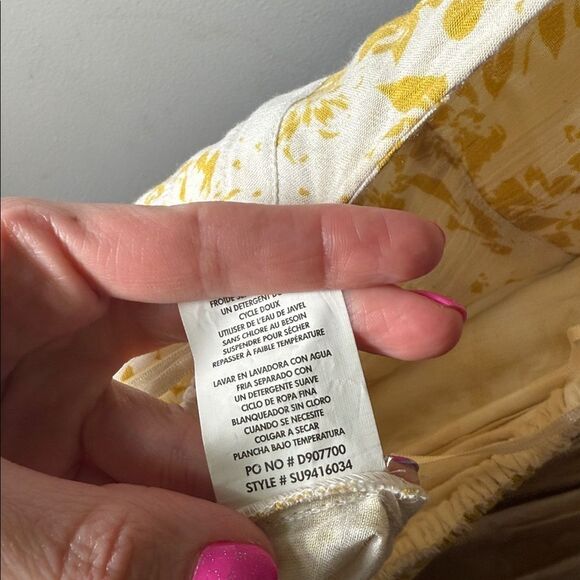 FROIDE
UN DETERGENT
CYCLE DOUX
UTILISER DE L'EAU DE JAVEL
SANS CHLORE AU BESOIN
SUSPENDRE POUR SÉCHER
REPASSER À FAIBLE TEMPÉRATURE
LAVAR EN LAVADORA CON AGUA
FRIA SEPARADO CON
UN DETERGENTE SUAVE
CICLO DE ROPA FINA
BLANQUEADOR SIN CLORO
CUANDO SE NECESITE
COLGAR A SECAR
PLANCHA BAJO TEMPERATURA
PO NO # D907700
STYLE # SU9416034